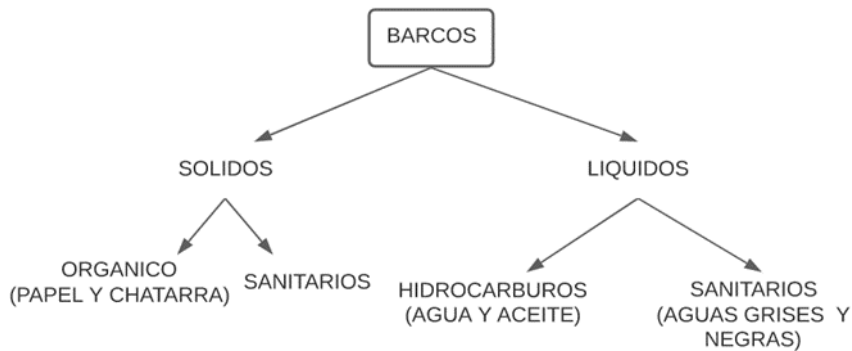 BARCOS
SOLIDOS
LIQUIDOS
ORGANICO
(PAPEL Y CHATARRA)
SANITARIOS
HIDROCARBUROS
(AGUA Y ACEITE)
SANITARIOS
(AGUAS GRISES Y
NEGRAS)